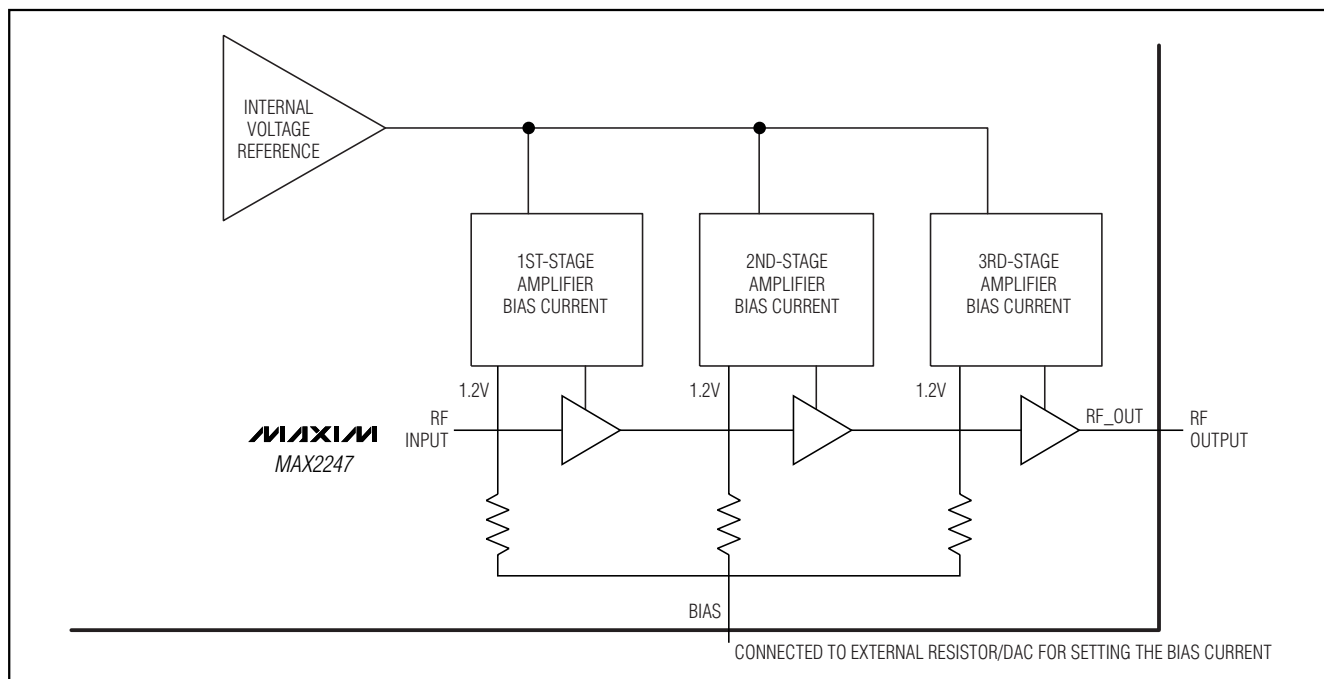 INTERNAL
VOLTAGE
REFERENCE
1ST-STAGE
AMPLIFIER
BIAS CURRENT
2ND-STAGE
AMPLIFIER
BIAS CURRENT
3RD-STAGE
AMPLIFIER
BIAS CURRENT
1.2V
1.2V
1.2V
RF
INPUT
RF_OUT
RF
OUTPUT
MAXIM
MAX2247
BIAS
CONNECTED TO EXTERNAL RESISTOR/DAC FOR SETTING THE BIAS CURRENT